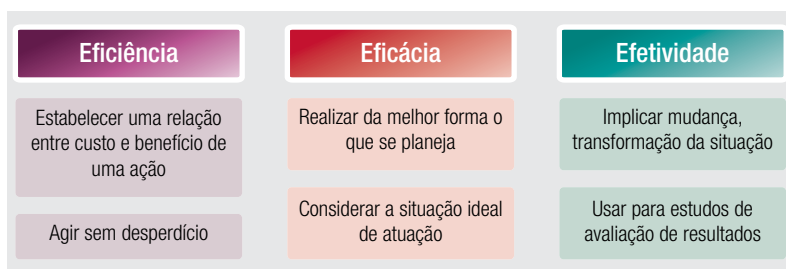 Eficiência
Estabelecer uma relação
entre custo e benefício de
uma ação
Agir sem desperdício
Eficácia
Realizar da melhor forma o
que se planeja
Considerar a situação ideal
de atuação
Efetividade
Implicar mudança,
transformação da situação
Usar para estudos de
avaliação de resultados